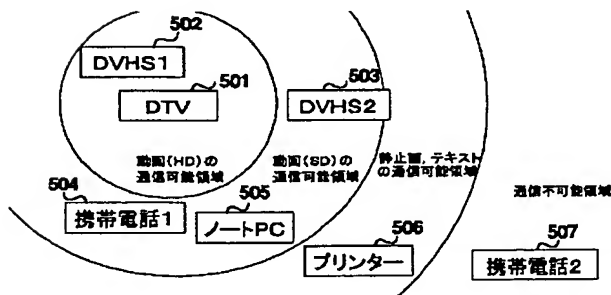 502
DVHS1
501
DTV
503
DVHS2
動画(HD)の
通信可能領域
動画(SD)の
通信可能領域
静止画,テキスト
の通信可能領域
通信不可能領域
504
携帯電話1
505
ノートPC
506
プリンター
507
携帯電話2